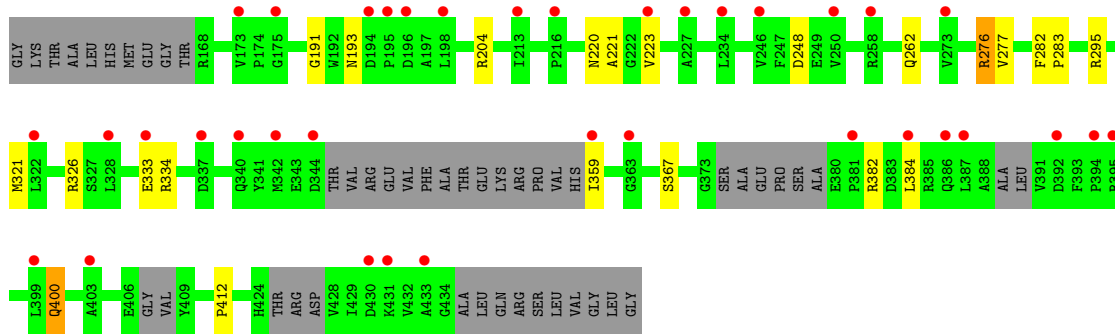 GLY LYS THR ALA LEU HIS MET GLU GLY THR R168 V173 P174 G175 G191 W192 N193 D194 P195 D196 A197 L198 R204 I213 P216 N220 A221 G222 V223 A227 L234 V246 F247 D248 E249 V250 R258 Q262 V273 R276 V277 F282 P283 R295
M321 L322 R326 S327 L328 E333 R334 D337 Q340 Y341 M342 E343 D344 THR VAL ARG GLU VAL PHE ALA THR GLU LYS ARG PRO VAL HIS I359 G363 S367 G373 SER ALA GLU PRO SER ALA E380 P381 R382 D383 L384 R385 Q386 L387 A388 ALA LEU V391 D392 F393 P394 R395
L399 Q400 A403 E406 GLY VAL Y409 P412 H424 THR ARG ASP V428 I429 D430 K431 V432 A433 G434 ALA LEU GLN ARG SER LEU VAL GLY LEU GLY